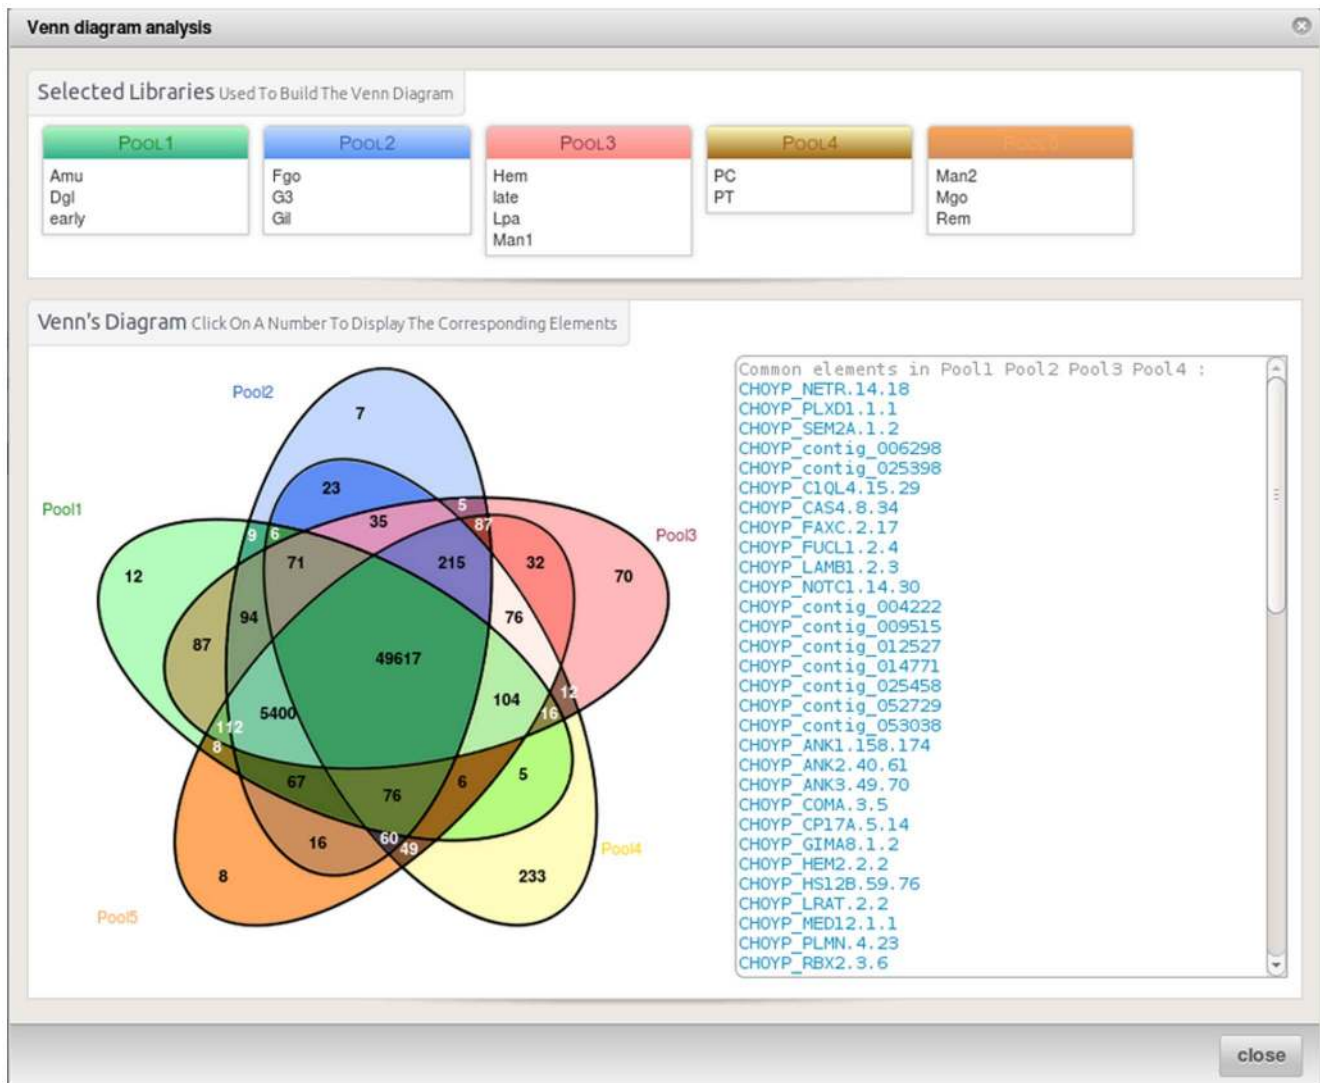 Venn diagram analysis
Selected Libraries Used To Build The Venn Diagram
POOL1
POOL2
POOL3
POOL4
POOL5
Amu
Dgl
early
Fgo
G3
Gil
Hem
late
Lpa
Man1
PC
PT
Man2
Mgo
Rem
Venn's Diagram Click On A Number To Display The Corresponding Elements
Pool2
7
23
Pool1
5
35
87
9
6
Pool3
12
71
215
32
70
94
76
87
49617
5400
104
12
16
112
8
67
76
6
5
16
60
49
Pool4
8
233
Pool5
Common elements in Pool1 Pool2 Pool3 Pool4 :
CHOYP_NETR.14.18
CHOYP_PLXD1.1.1
CHOYP_SEM2A.1.2
CHOYP_contig_006298
CHOYP_contig_025398
CHOYP_C1QL4.15.29
CHOYP_CAS4.8.34
CHOYP_FAXC.2.17
CHOYP_FUCL1.2.4
CHOYP_LAMB1.2.3
CHOYP_NOTC1.14.30
CHOYP_contig_004222
CHOYP_contig_009515
CHOYP_contig_012527
CHOYP_contig_014771
CHOYP_contig_025458
CHOYP_contig_052729
CHOYP_contig_053038
CHOYP_ANK1.158.174
CHOYP_ANK2.40.61
CHOYP_ANK3.49.70
CHOYP_COMA.3.5
CHOYP_CP17A.5.14
CHOYP_GIMA8.1.2
CHOYP_HEM2.2.2
CHOYP_HS12B.59.76
CHOYP_LRAT.2.2
CHOYP_MED12.1.1
CHOYP_PLMN.4.23
CHOYP_RBX2.3.6
close